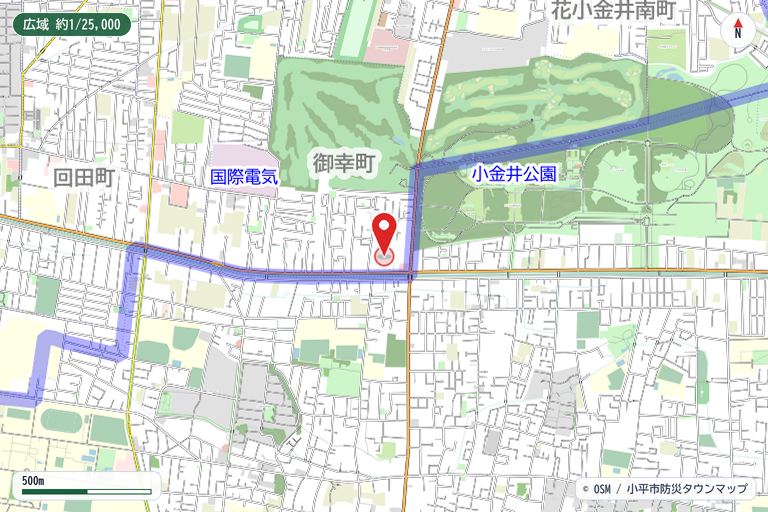 広域 約1/25,000
花小金井南町
N
御幸町
回田町
国際電気
小金井公園
500m
© OSM / 小平市防災タウンマップ